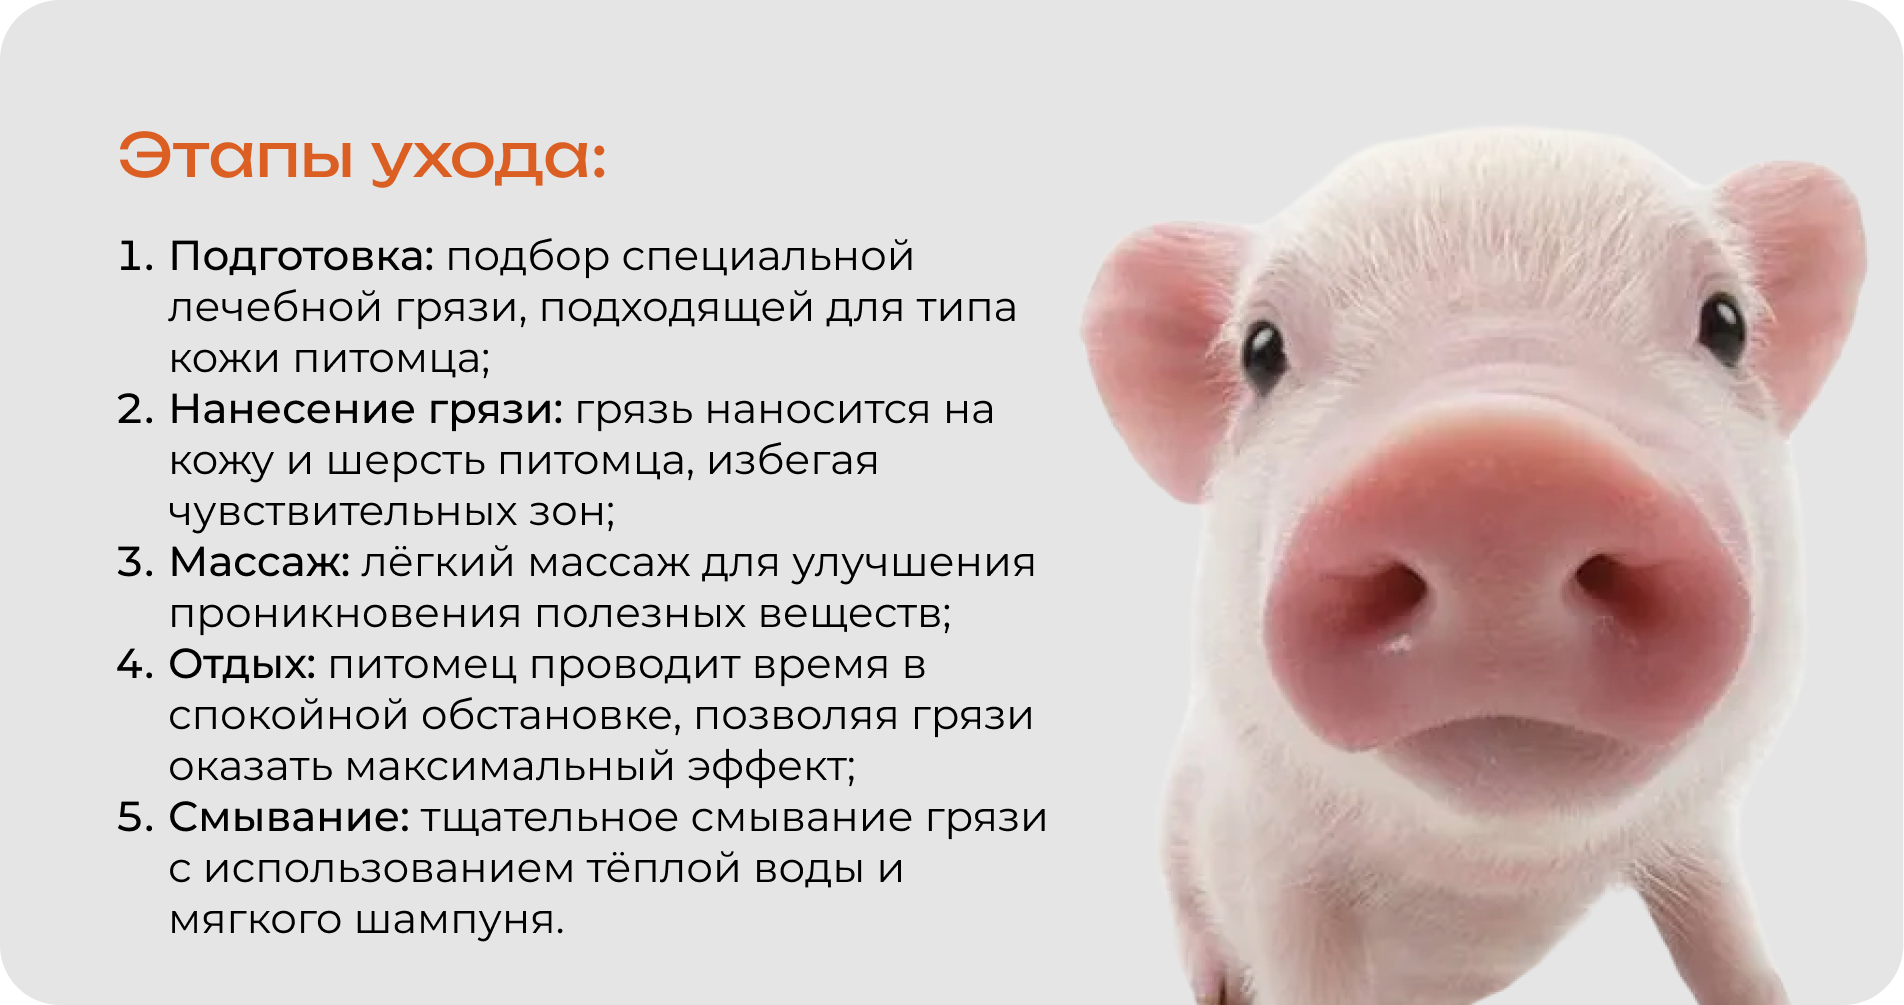 Этапы ухода:
1. Подготовка: подбор специальной
лечебной грязи, подходящей для типа
кожи питомца;
2. Нанесение грязи: грязь наносится на
кожу и шерсть питомца, избегая
чувствительных зон;
3. Массаж: лёгкий массаж для улучшения
проникновения полезных веществ;
4. Отдых: питомец проводит время в
спокойной обстановке, позволяя грязи
оказать максимальный эффект;
5. Смывание: тщательное смывание грязи
с использованием тёплой воды и
мягкого шампуня.